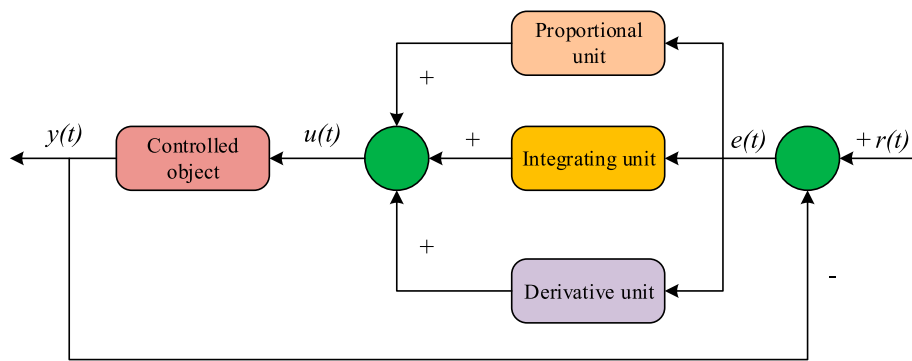 Proportional
unit
+
y(t)
Controlled
object
u(t)
+
Integrating unit
e(t)
+ r(t)
+
Derivative unit
-